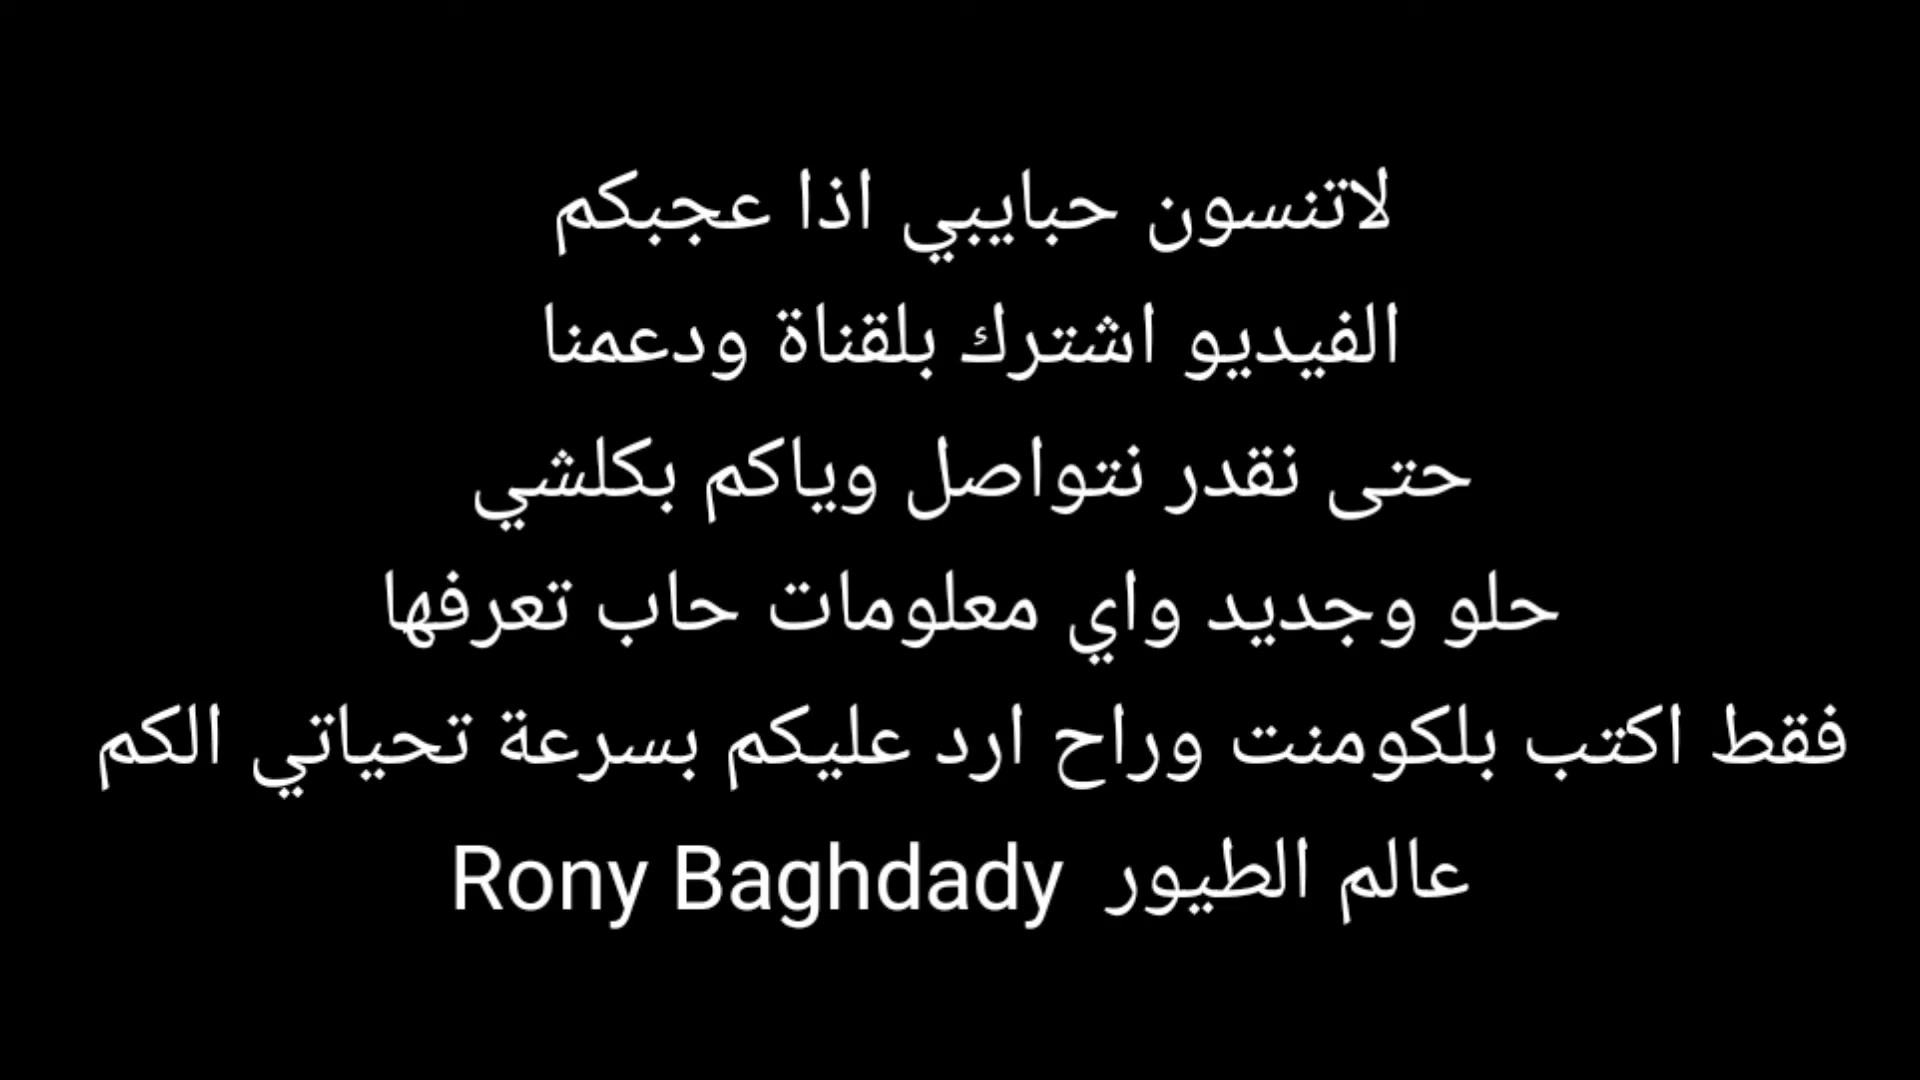 لاتنسون حبايبي اذا عجبكم
الفيديو اشترك بلقناة ودعمنا
حتى نقدر نتواصل وياكم بكلشي
حلو وجديد واي معلومات حاب تعرفها
فقط اكتب بلكومنت وراح ارد عليكم بسرعة تحياتي الكم
عالم الطيور Rony Baghdady